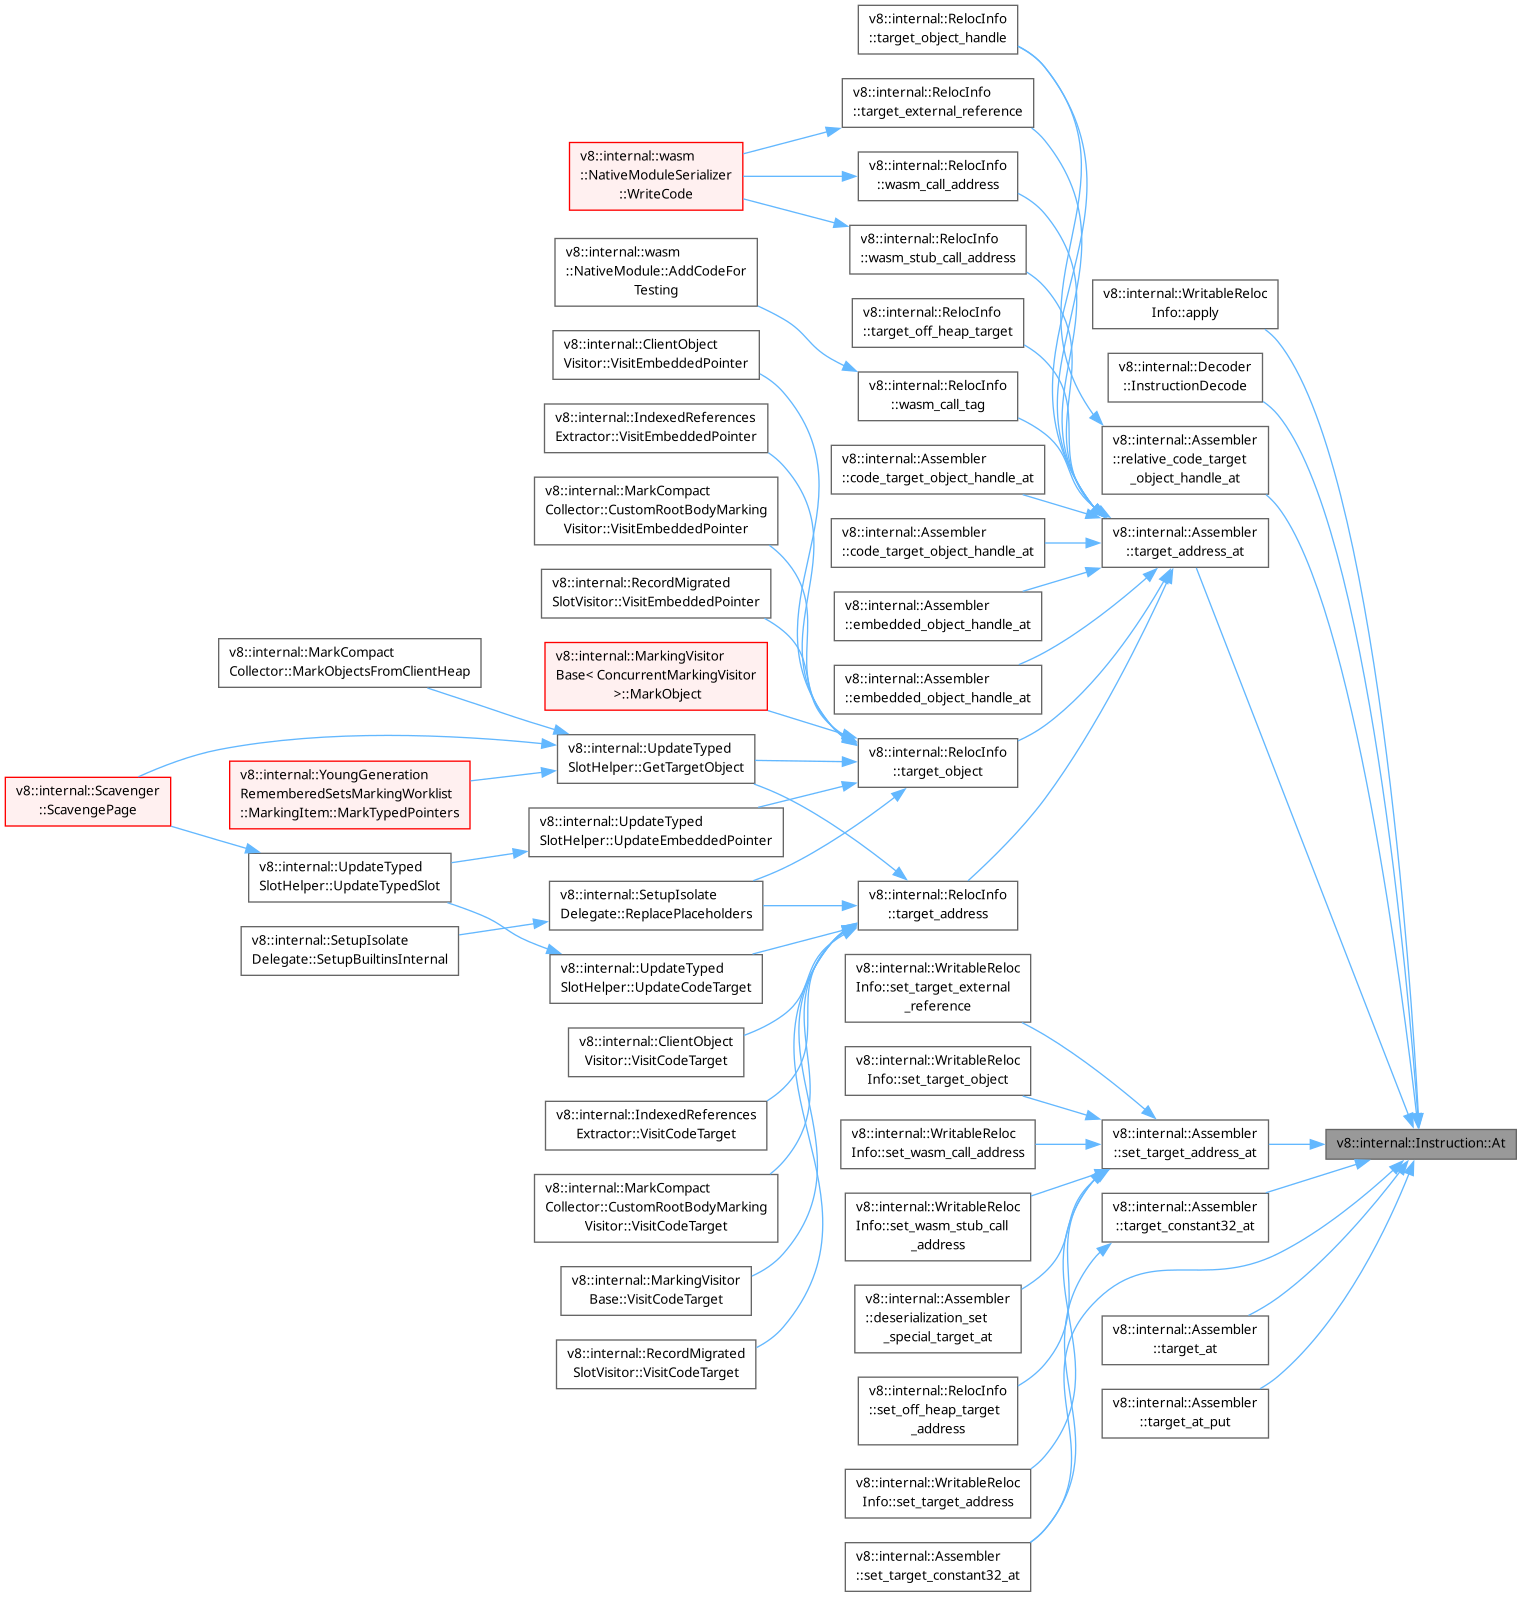 v8::internal::RelocInfo
::target_object_handle
v8::internal::RelocInfo
::target_external_reference
v8::internal::wasm
::NativeModuleSerializer
::WriteCode
v8::internal::RelocInfo
::wasm_call_address
v8::internal::RelocInfo
::wasm_stub_call_address
v8::internal::wasm
::NativeModule::AddCodeFor
Testing
v8::internal::WritableReloc
Info::apply
v8::internal::RelocInfo
::target_off_heap_target
v8::internal::ClientObject
Visitor::VisitEmbeddedPointer
v8::internal::Decoder
::InstructionDecode
v8::internal::RelocInfo
::wasm_call_tag
v8::internal::IndexedReferences
Extractor::VisitEmbeddedPointer
v8::internal::Assembler
::relative_code_target
_object_handle_at
v8::internal::Assembler
::code_target_object_handle_at
v8::internal::MarkCompact
Collector::CustomRootBodyMarking
Visitor::VisitEmbeddedPointer
v8::internal::Assembler
::code_target_object_handle_at
v8::internal::Assembler
::target_address_at
v8::internal::RecordMigrated
SlotVisitor::VisitEmbeddedPointer
v8::internal::Assembler
::embedded_object_handle_at
v8::internal::MarkCompact
Collector::MarkObjectsFromClientHeap
v8::internal::MarkingVisitor
Base< ConcurrentMarkingVisitor
>::MarkObject
v8::internal::Assembler
::embedded_object_handle_at
v8::internal::UpdateTyped
SlotHelper::GetTargetObject
v8::internal::RelocInfo
::target_object
v8::internal::Scavenger
::ScavengePage
v8::internal::YoungGeneration
RememberedSetsMarkingWorklist
::MarkingItem::MarkTypedPointers
v8::internal::UpdateTyped
SlotHelper::UpdateEmbeddedPointer
v8::internal::UpdateTyped
SlotHelper::UpdateTypedSlot
v8::internal::SetupIsolate
Delegate::ReplacePlaceholders
v8::internal::RelocInfo
::target_address
v8::internal::SetupIsolate
Delegate::SetupBuiltinsInternal
v8::internal::UpdateTyped
SlotHelper::UpdateCodeTarget
v8::internal::WritableReloc
Info::set_target_external
_reference
v8::internal::ClientObject
Visitor::VisitCodeTarget
v8::internal::WritableReloc
Info::set_target_object
v8::internal::IndexedReferences
Extractor::VisitCodeTarget
v8::internal::WritableReloc
Info::set_wasm_call_address
v8::internal::Assembler
::set_target_address_at
v8::internal::Instruction::At
v8::internal::MarkCompact
Collector::CustomRootBodyMarking
Visitor::VisitCodeTarget
v8::internal::WritableReloc
Info::set_wasm_stub_call
_address
v8::internal::Assembler
::target_constant32_at
v8::internal::MarkingVisitor
Base::VisitCodeTarget
v8::internal::Assembler
::deserialization_set
_special_target_at
v8::internal::Assembler
::target_at
v8::internal::RecordMigrated
SlotVisitor::VisitCodeTarget
v8::internal::RelocInfo
::set_off_heap_target
_address
v8::internal::Assembler
::target_at_put
v8::internal::WritableReloc
Info::set_target_address
v8::internal::Assembler
::set_target_constant32_at